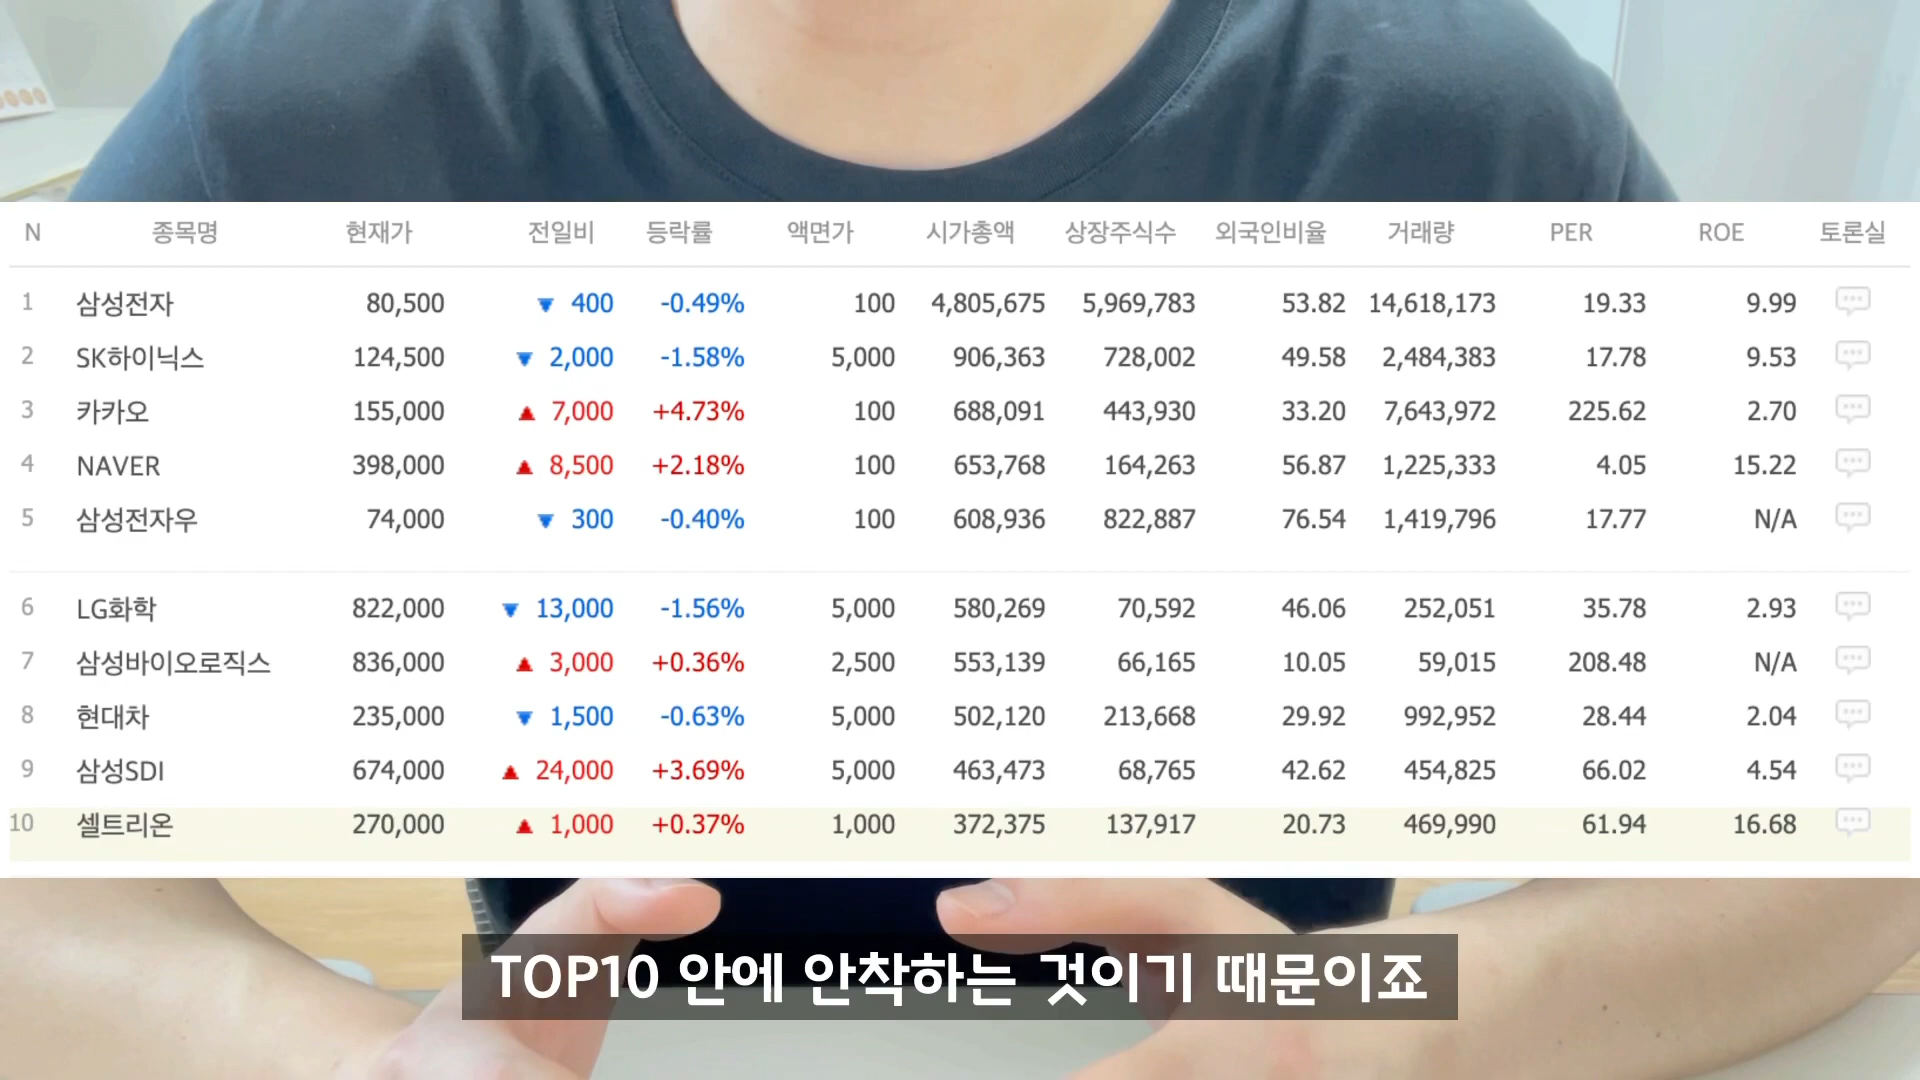 N 종목명 현재가 전일비 등락률 액면가 시가총액 상장주식수 외국인비율 거래량 PER ROE 토론실
1 삼성전자 80,500 ▼ 400 -0.49% 100 4,805,675 5,969,783 53.82 14,618,173 19.33 9.99
2 SK하이닉스 124,500 ▼ 2,000 -1.58% 5,000 906,363 728,002 49.58 2,484,383 17.78 9.53
3 카카오 155,000 ▲ 7,000 +4.73% 100 688,091 443,930 33.20 7,643,972 225.62 2.70
4 NAVER 398,000 ▲ 8,500 +2.18% 100 653,768 164,263 56.87 1,225,333 4.05 15.22
5 삼성전자우 74,000 ▼ 300 -0.40% 100 608,936 822,887 76.54 1,419,796 17.77 N/A
6 LG화학 822,000 ▼ 13,000 -1.56% 5,000 580,269 70,592 46.06 252,051 35.78 2.93
7 삼성바이오로직스 836,000 ▲ 3,000 +0.36% 2,500 553,139 66,165 10.05 59,015 208.48 N/A
8 현대차 235,000 ▼ 1,500 -0.63% 5,000 502,120 213,668 29.92 992,952 28.44 2.04
9 삼성SDI 674,000 ▲ 24,000 +3.69% 5,000 463,473 68,765 42.62 454,825 66.02 4.54
10 셀트리온 270,000 ▲ 1,000 +0.37% 1,000 372,375 137,917 20.73 469,990 61.94 16.68
TOP10 안에 안착하는 것이기 때문이죠